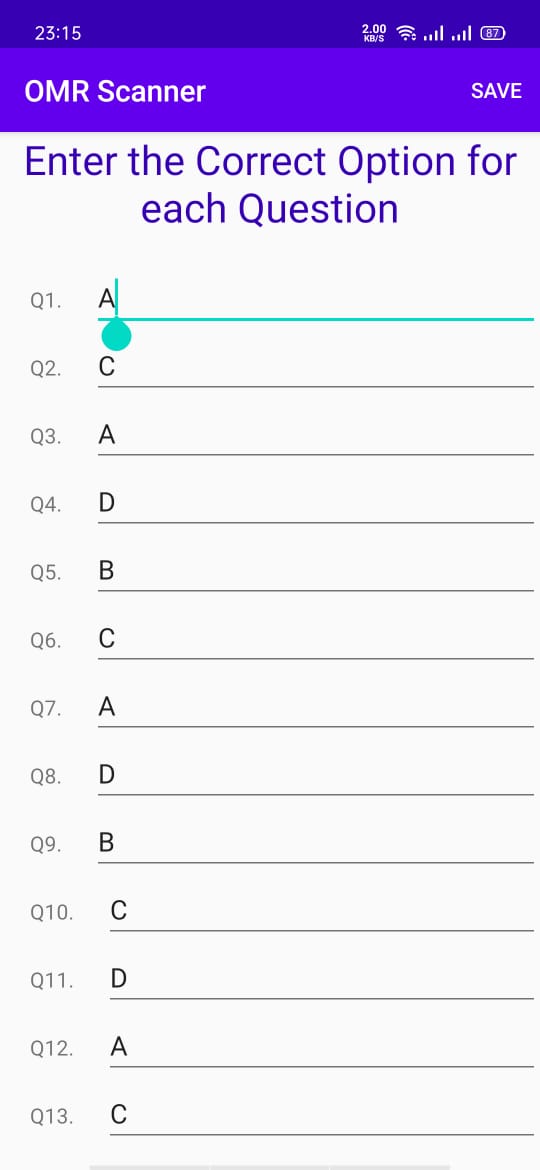 23:15 2.00 KB/S 87
OMR Scanner SAVE
Enter the Correct Option for
each Question
Q1. A
Q2. C
Q3. A
Q4. D
Q5. B
Q6. C
Q7. A
Q8. D
Q9. B
Q10. C
Q11. D
Q12. A
Q13. C